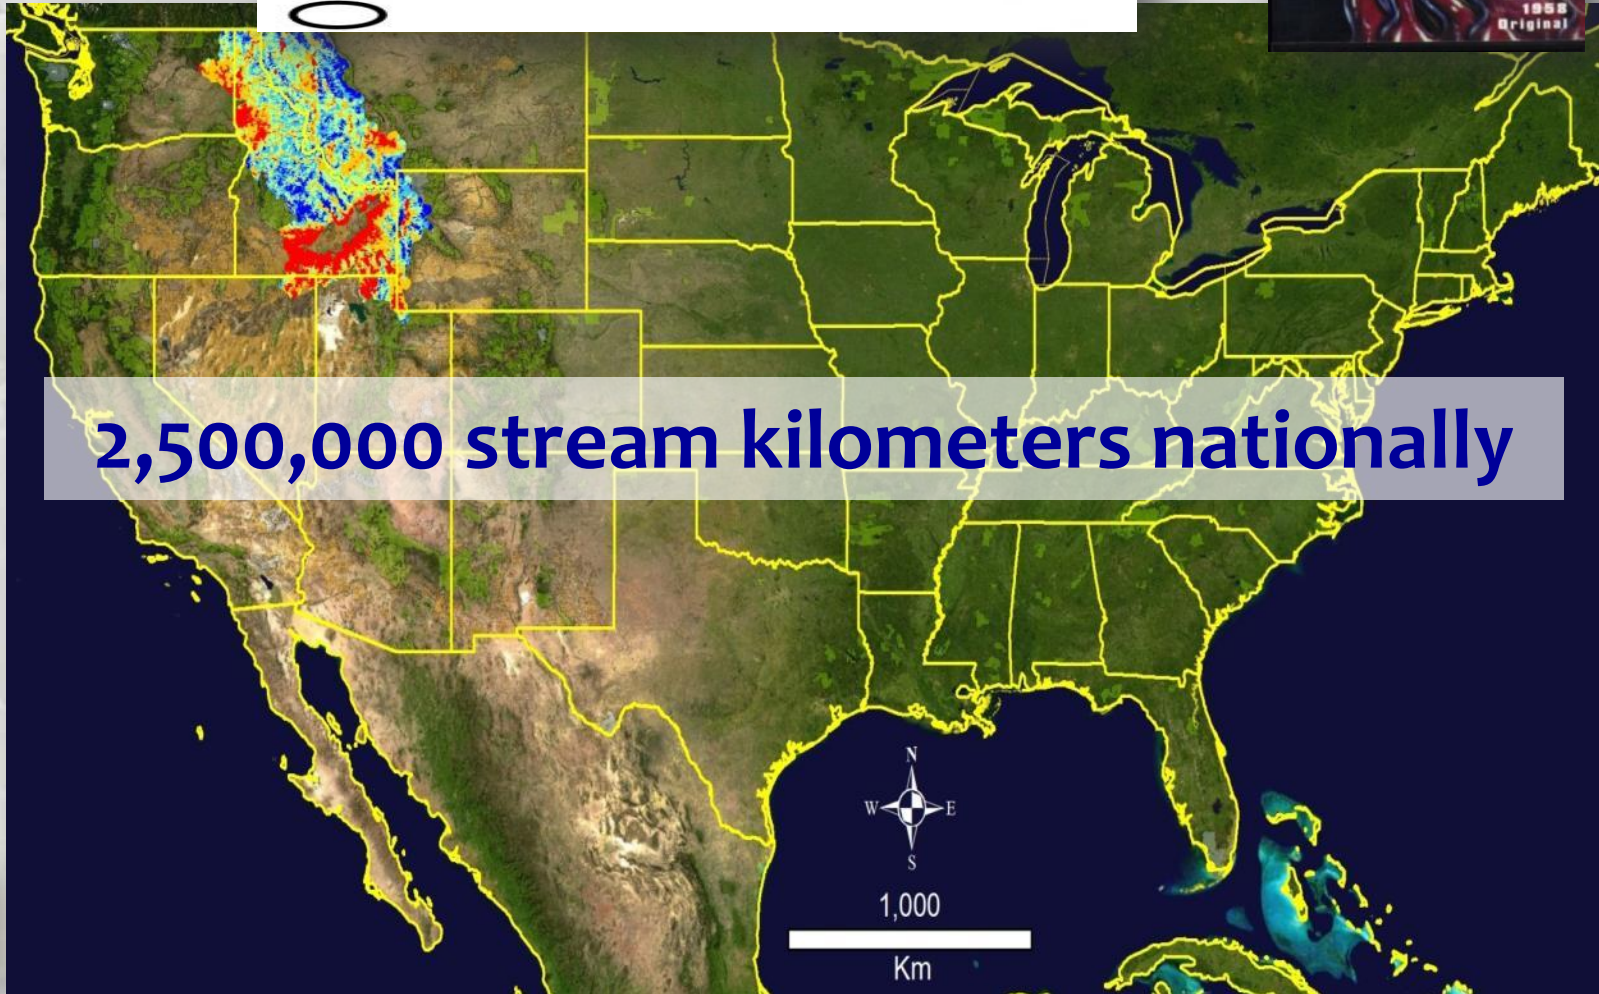 1958
Original
2,500,000 stream kilometers nationally
N
W E
S
1,000
Km